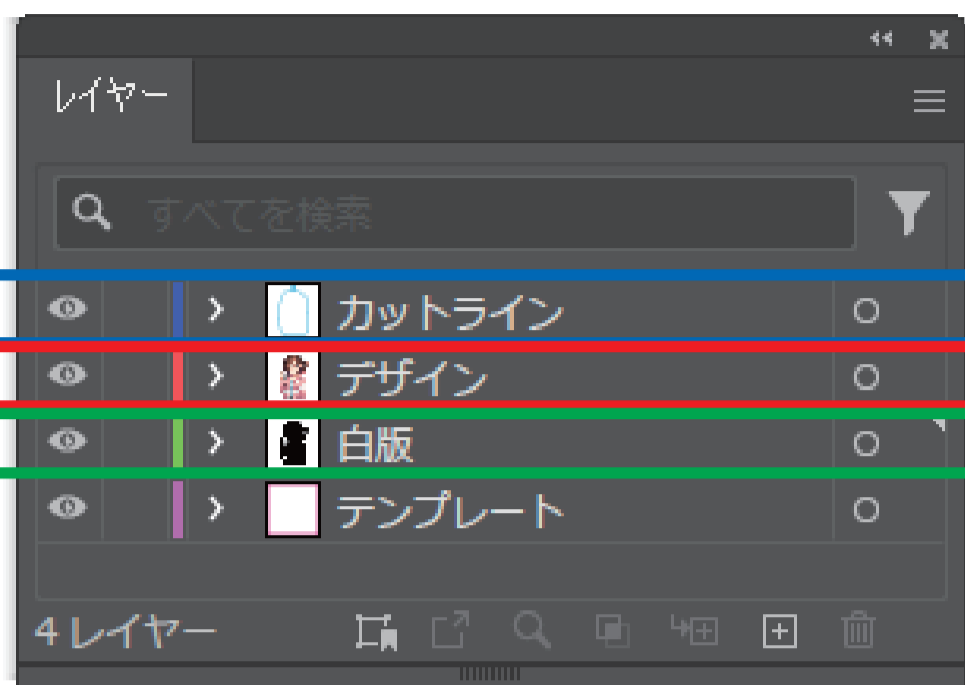 レイヤー
すべてを検索
カットライン
デザイン
白版
テンプレート
4 レイヤー